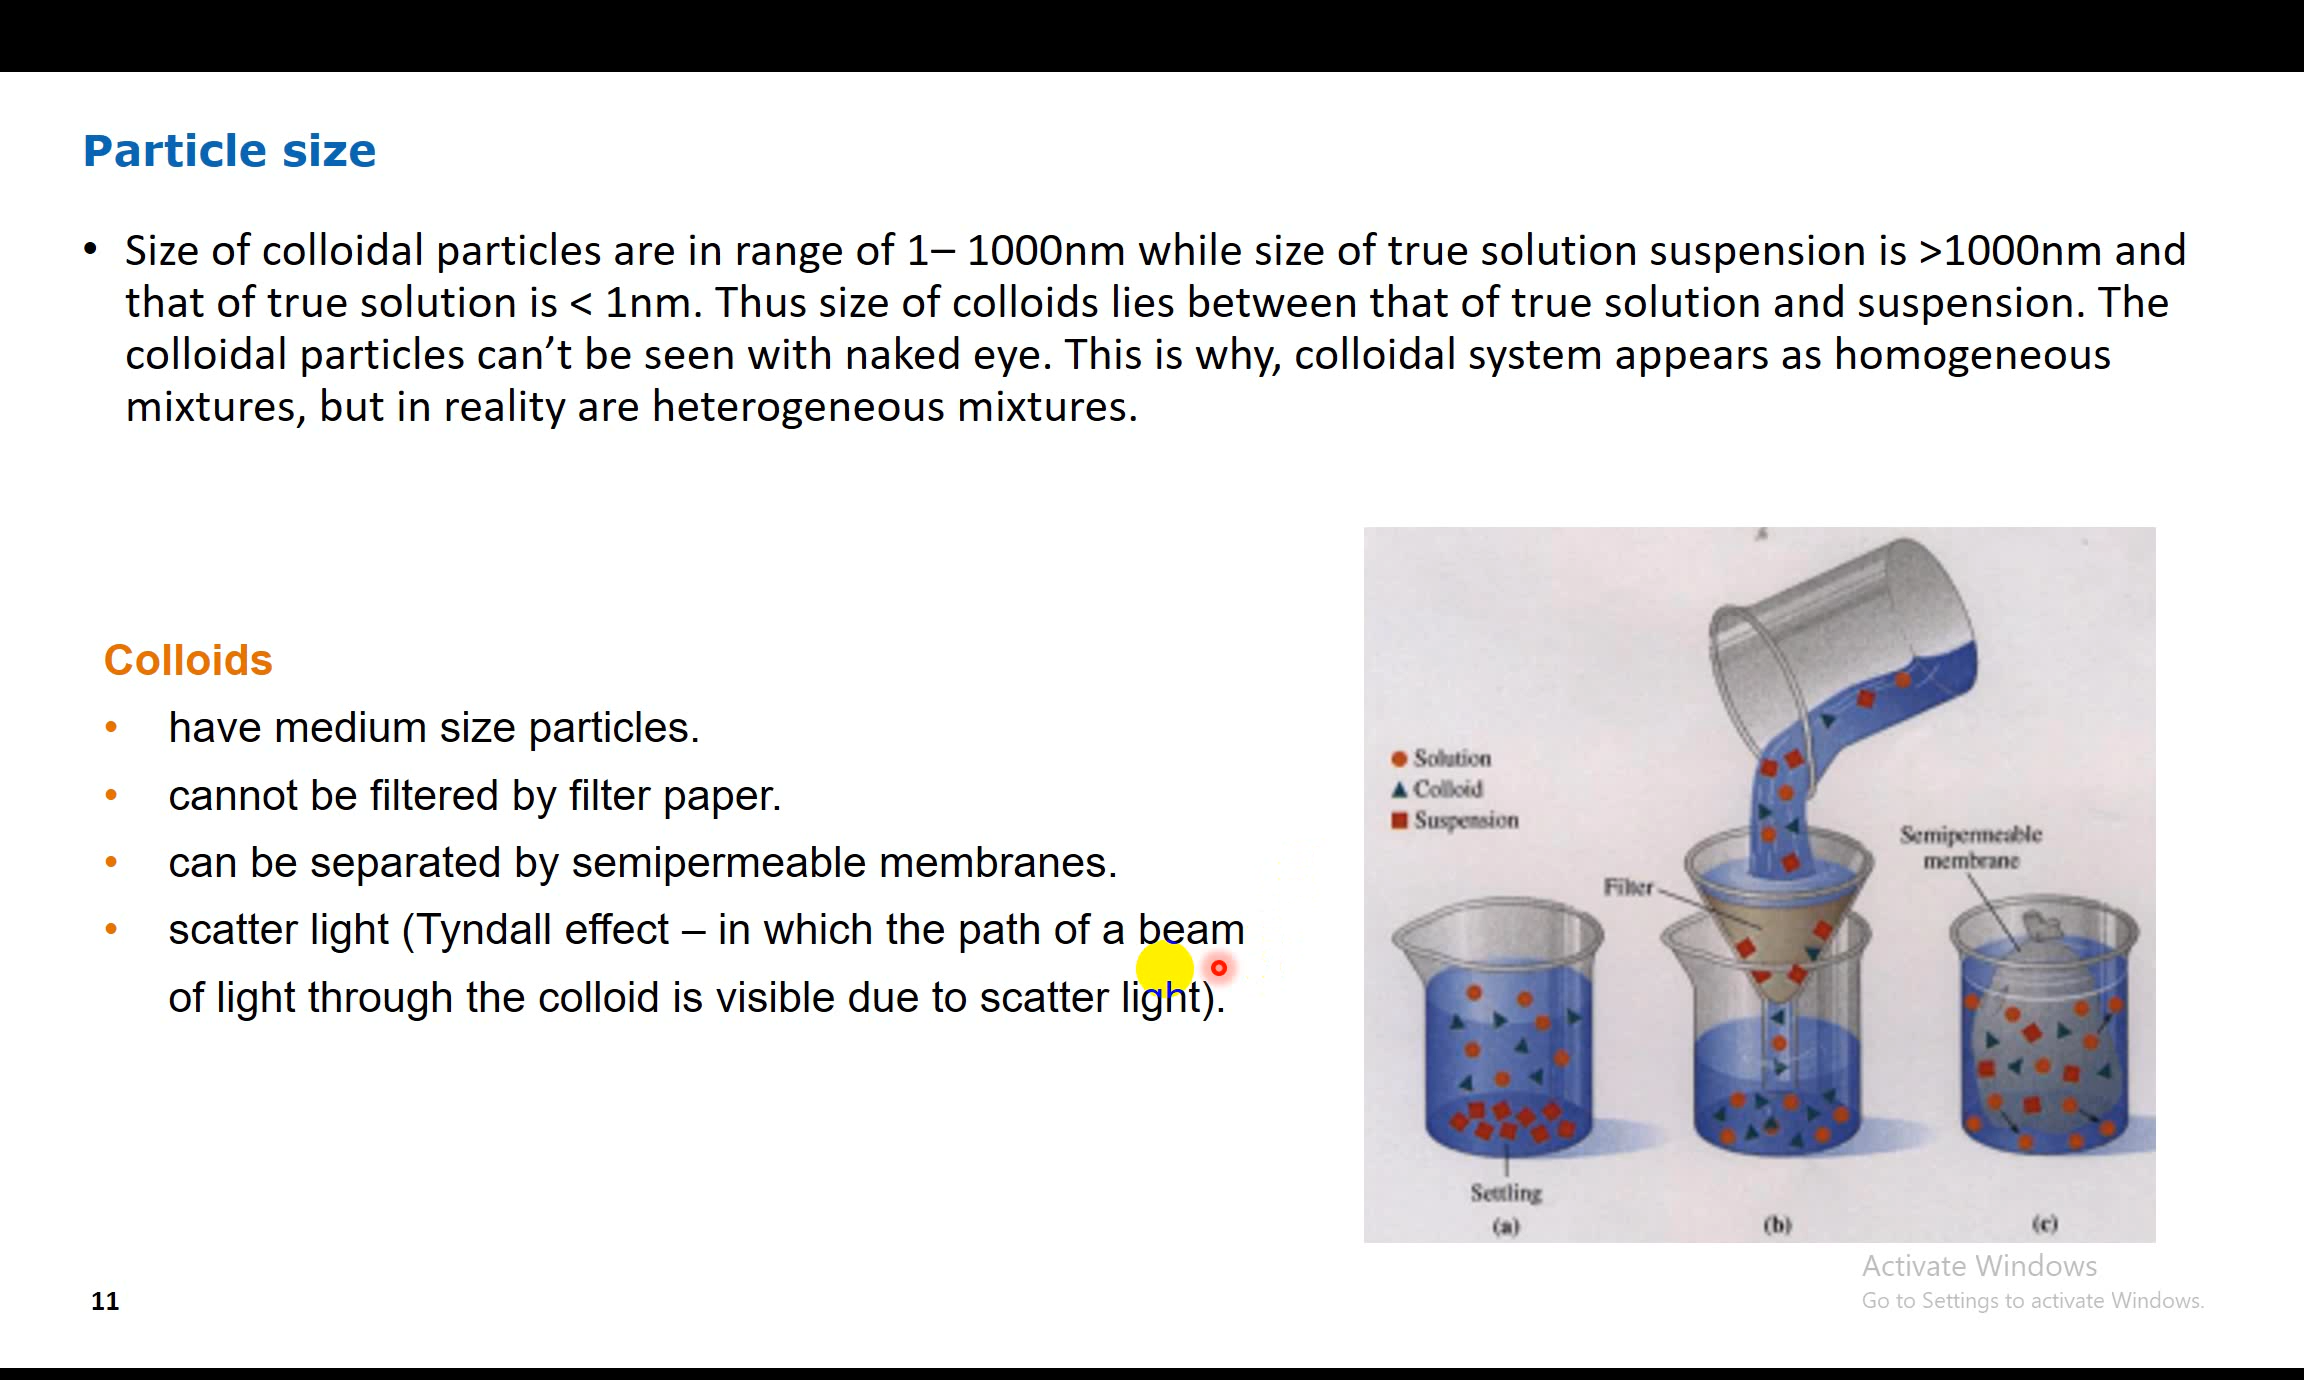 Particle size
• Size of colloidal particles are in range of 1– 1000nm while size of true solution suspension is >1000nm and
that of true solution is < 1nm. Thus size of colloids lies between that of true solution and suspension. The
colloidal particles can’t be seen with naked eye. This is why, colloidal system appears as homogeneous
mixtures, but in reality are heterogeneous mixtures.
Colloids
• have medium size particles.
• cannot be filtered by filter paper.
• can be separated by semipermeable membranes.
• scatter light (Tyndall effect – in which the path of a beam
of light through the colloid is visible due to scatter light).
Solution
Colloid
Suspension
Filter
Semipermeable
membrane
Settling
(a)
(b)
(c)
Activate Windows
Go to Settings to activate Windows.
11